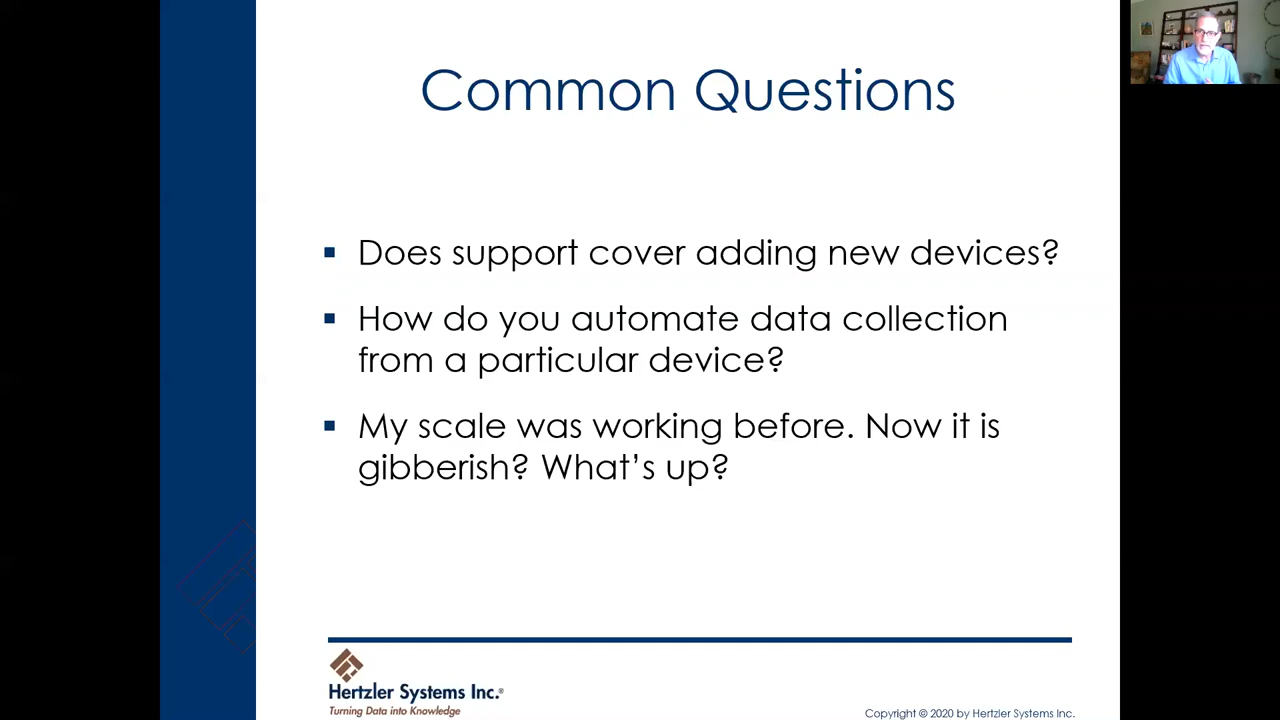 Common Questions
Does support cover adding new devices?
How do you automate data collection
from a particular device?
My scale was working before. Now it is
gibberish? What’s up?
Hertzler Systems Inc.®
Turning Data into Knowledge
Copyright © 2020 by Hertzler Systems Inc.